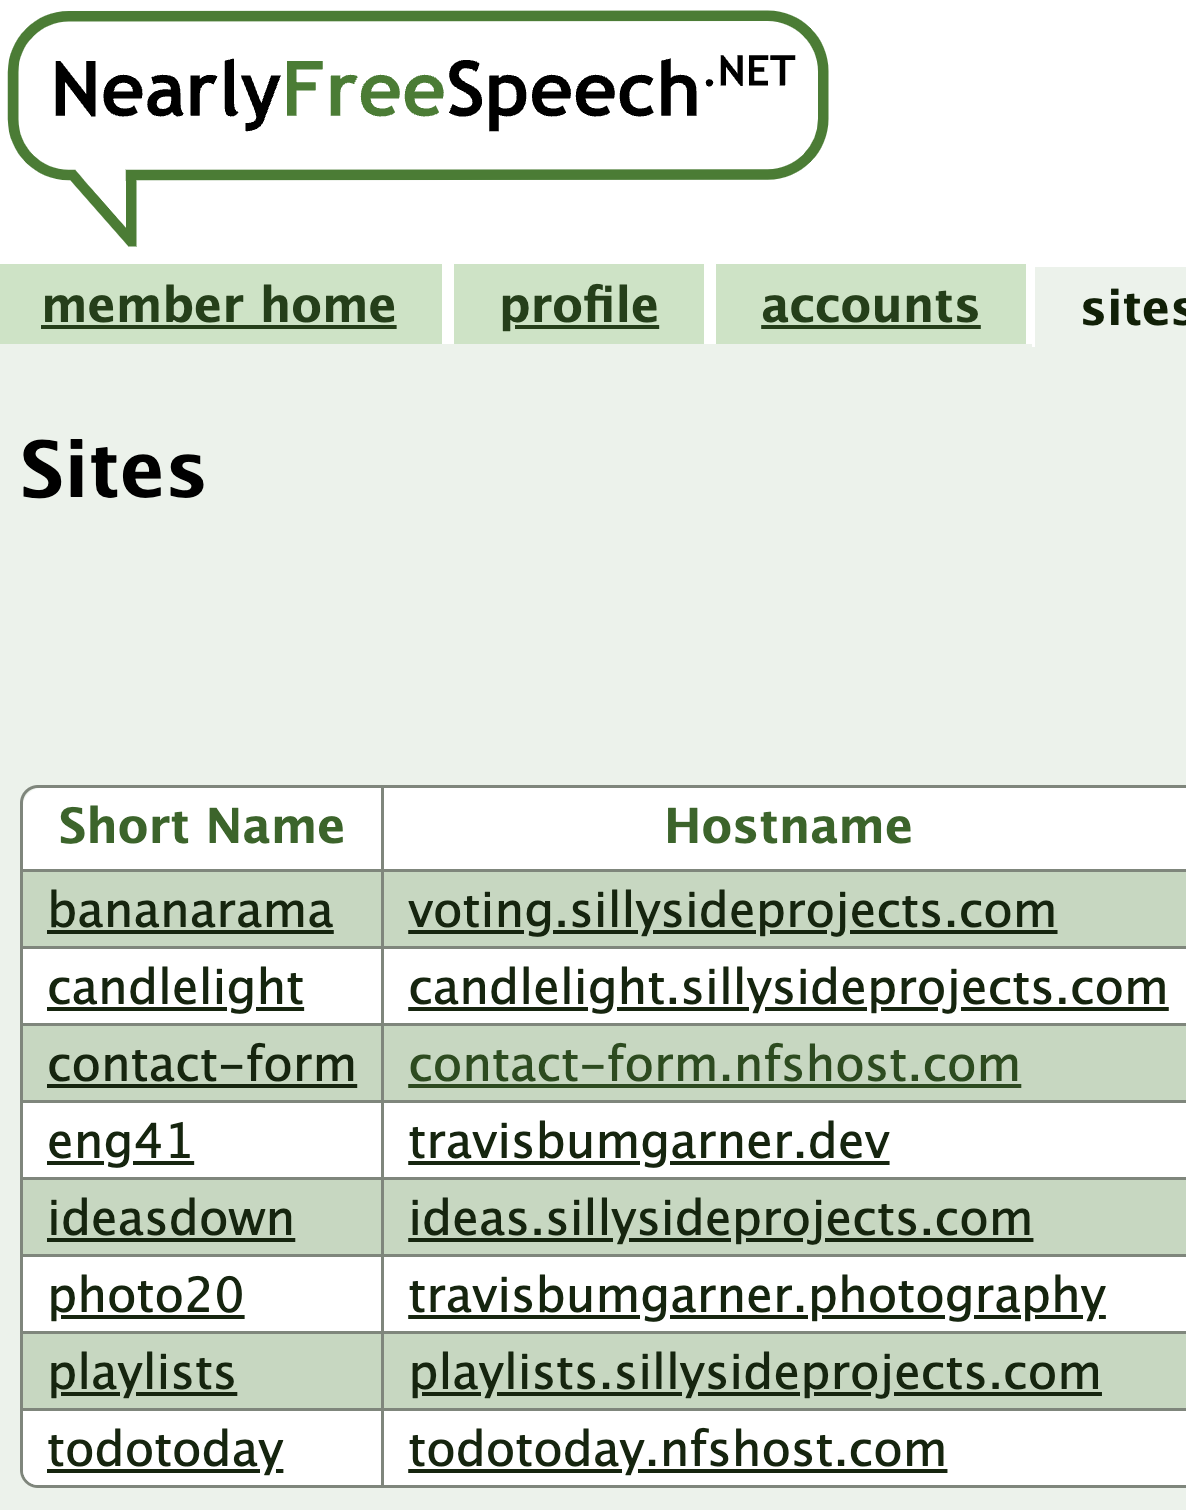 NearlyFreeSpeech.NET
member home profile accounts sites
Sites
Short Name Hostname
bananarama voting.sillysideprojects.com
candlelight candlelight.sillysideprojects.com
contact-form contact-form.nfshost.com
eng41 travisbumgarner.dev
ideasdown ideas.sillysideprojects.com
photo20 travisbumgarner.photography
playlists playlists.sillysideprojects.com
todotoday todotoday.nfshost.com